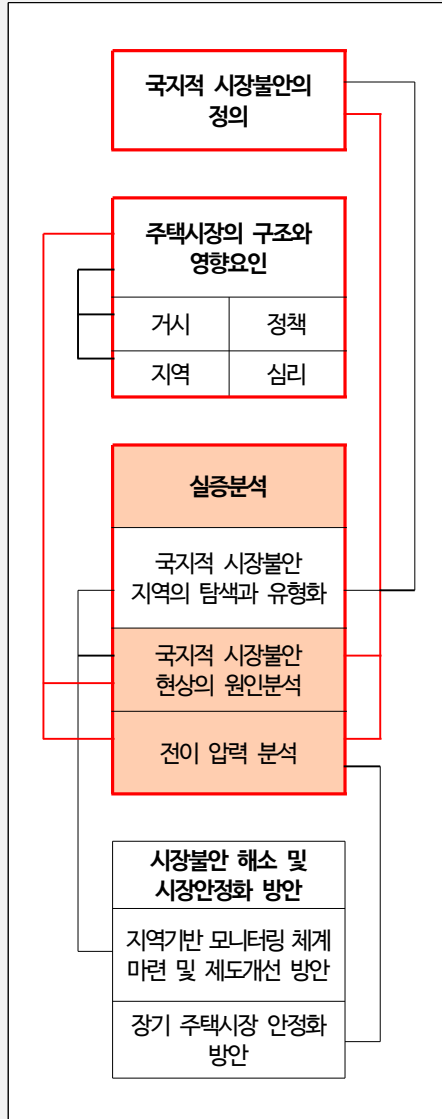 국지적 시장불안의
정의
주택시장의 구조와
영향요인
거시 정책
지역 심리
실증분석
국지적 시장불안
지역의 탐색과 유형화
국지적 시장불안
현상의 원인분석
전이 압력 분석
시장불안 해소 및
시장안정화 방안
지역기반 모니터링 체계
마련 및 제도개선 방안
장기 주택시장 안정화
방안